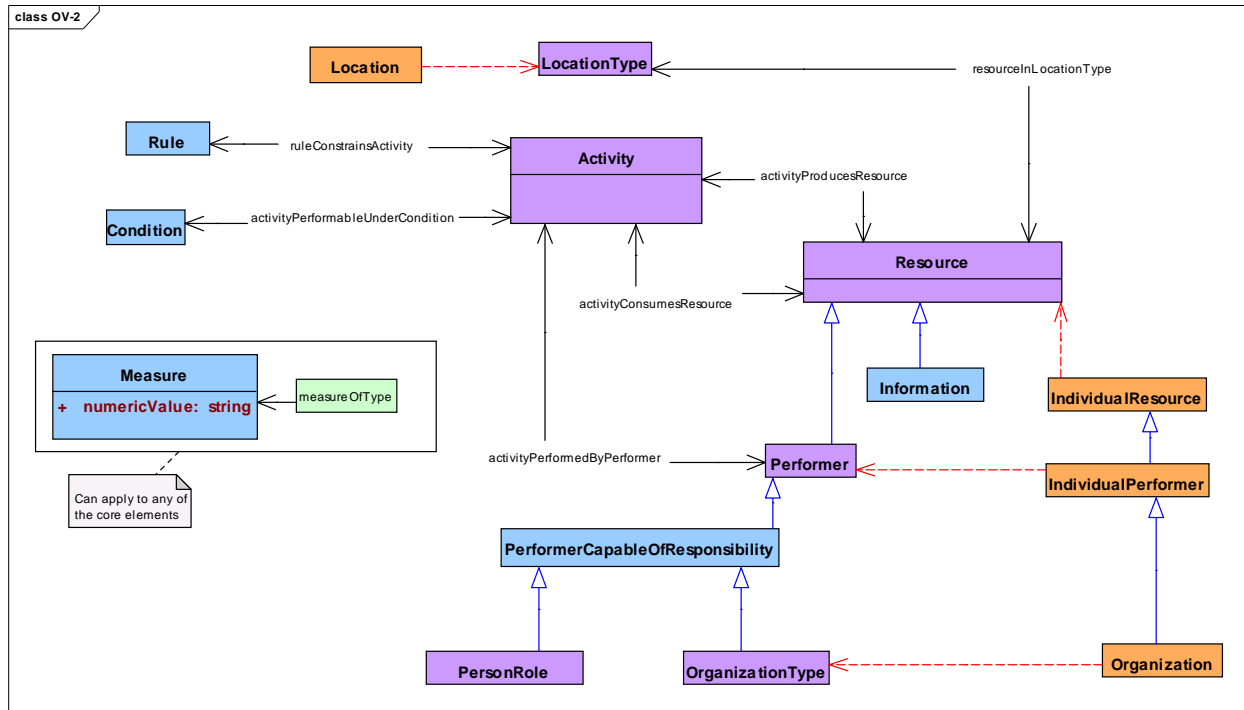 class OV-2
Location
LocationType
resourceInLocationType
Rule
ruleConstrainsActivity
Activity
activityProducesResource
Condition
activityPerformableUnderCondition
Resource
activityConsumesResource
Measure
+ numericValue: string
measureOfType
Information
IndividualResource
activityPerformedByPerformer
Performer
IndividualPerformer
Can apply to any of
the core elements
PerformerCapableOfResponsibility
PersonRole
OrganizationType
Organization